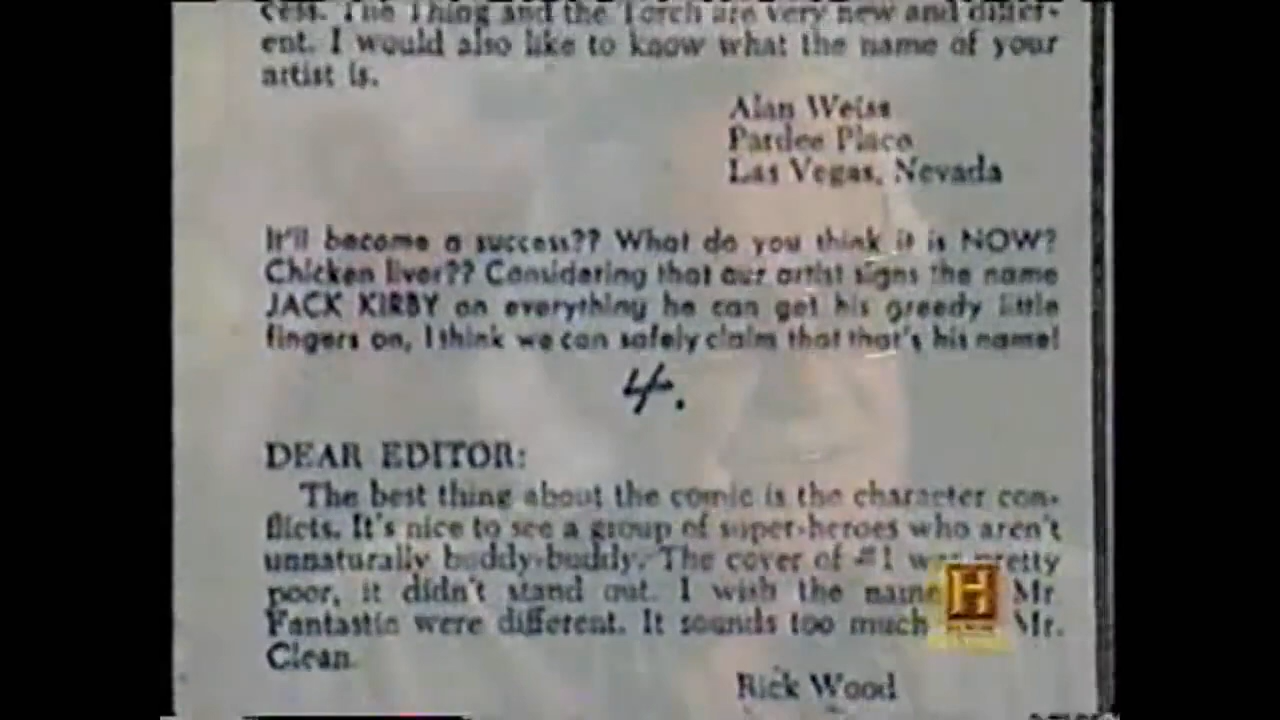 cess. The Thing and the Torch are very new and differ-
ent. I would also like to know what the name of your
artist is.
Alan Weiss
Pardee Place
Las Vegas, Nevada
It'll become a success?? What do you think it is NOW?
Chicken liver?? Considering that our artist signs the name
JACK KIRBY on everything he can get his greedy little
fingers on, I think we can safely claim that that's his name!
4.
DEAR EDITOR:
The best thing about the comic is the character con-
flicts. It's nice to see a group of super-heroes who aren't
unnaturally buddy-buddy. The cover of #1 was pretty
poor, it didn't stand out. I wish the name Mr.
Fantastic were different. It sounds too much Mr.
Clean.
Rick Wood
H